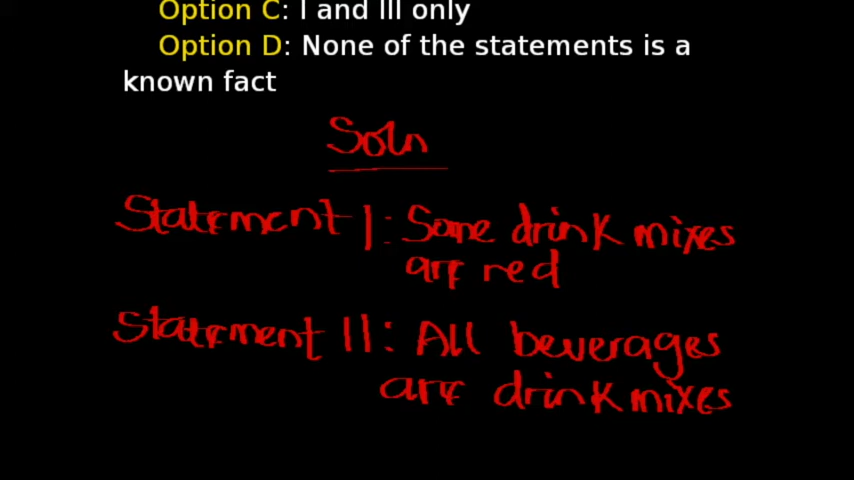 Option C: I and III only
Option D: None of the statements is a
known fact
Soln
Statement I: Some drink mixes
are red
Statement II: All beverages
are drink mixes